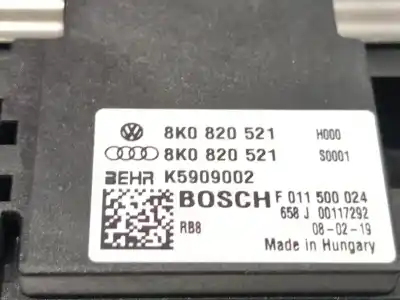 8K0 820 521 H000
8K0 820 521 S0001
BEHR K5909002
BOSCH F 011 500 024
658 J 00117292
RB8 08-02-19
Made in Hungary